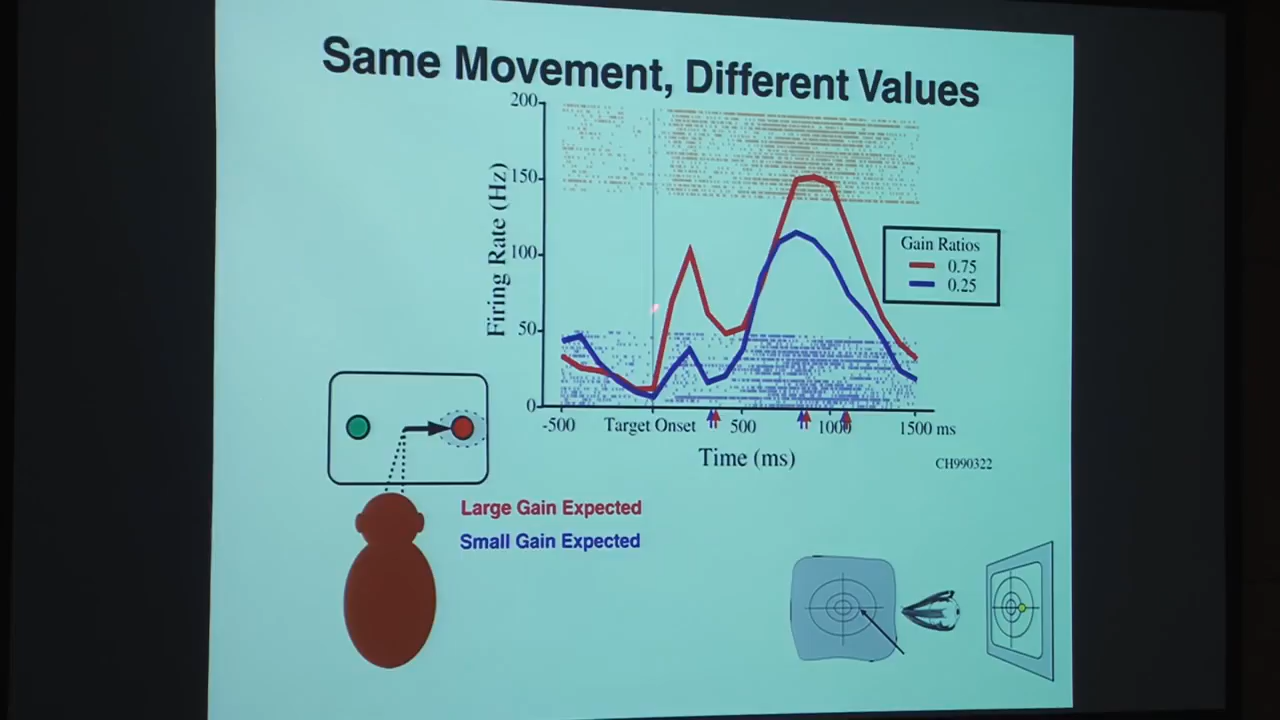 Same Movement, Different Values
200
150
100
50
0
Firing Rate (Hz)
-500
Target Onset
500
1000
1500 ms
Time (ms)
Gain Ratios
0.75
0.25
CH990322
Large Gain Expected
Small Gain Expected